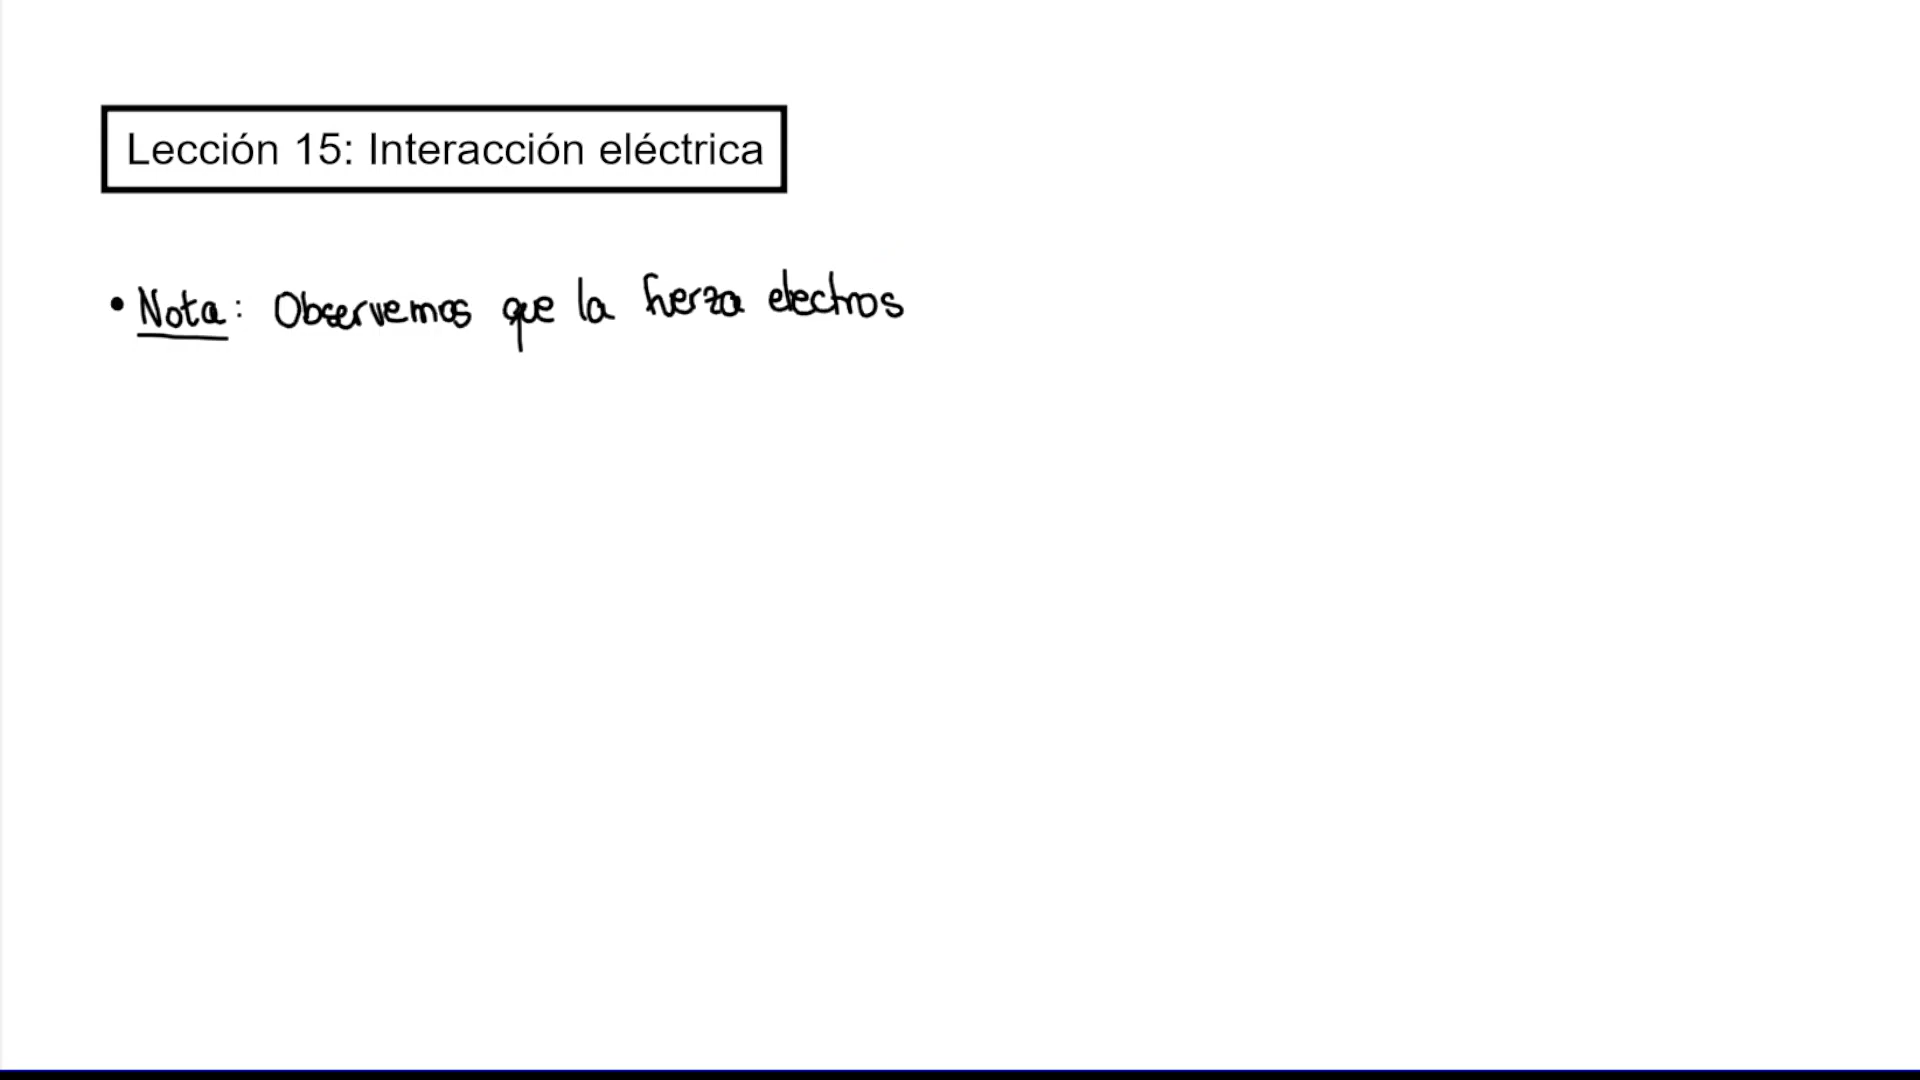 Lección 15: Interacción eléctrica
• Nota: Observemos que la fuerza electros